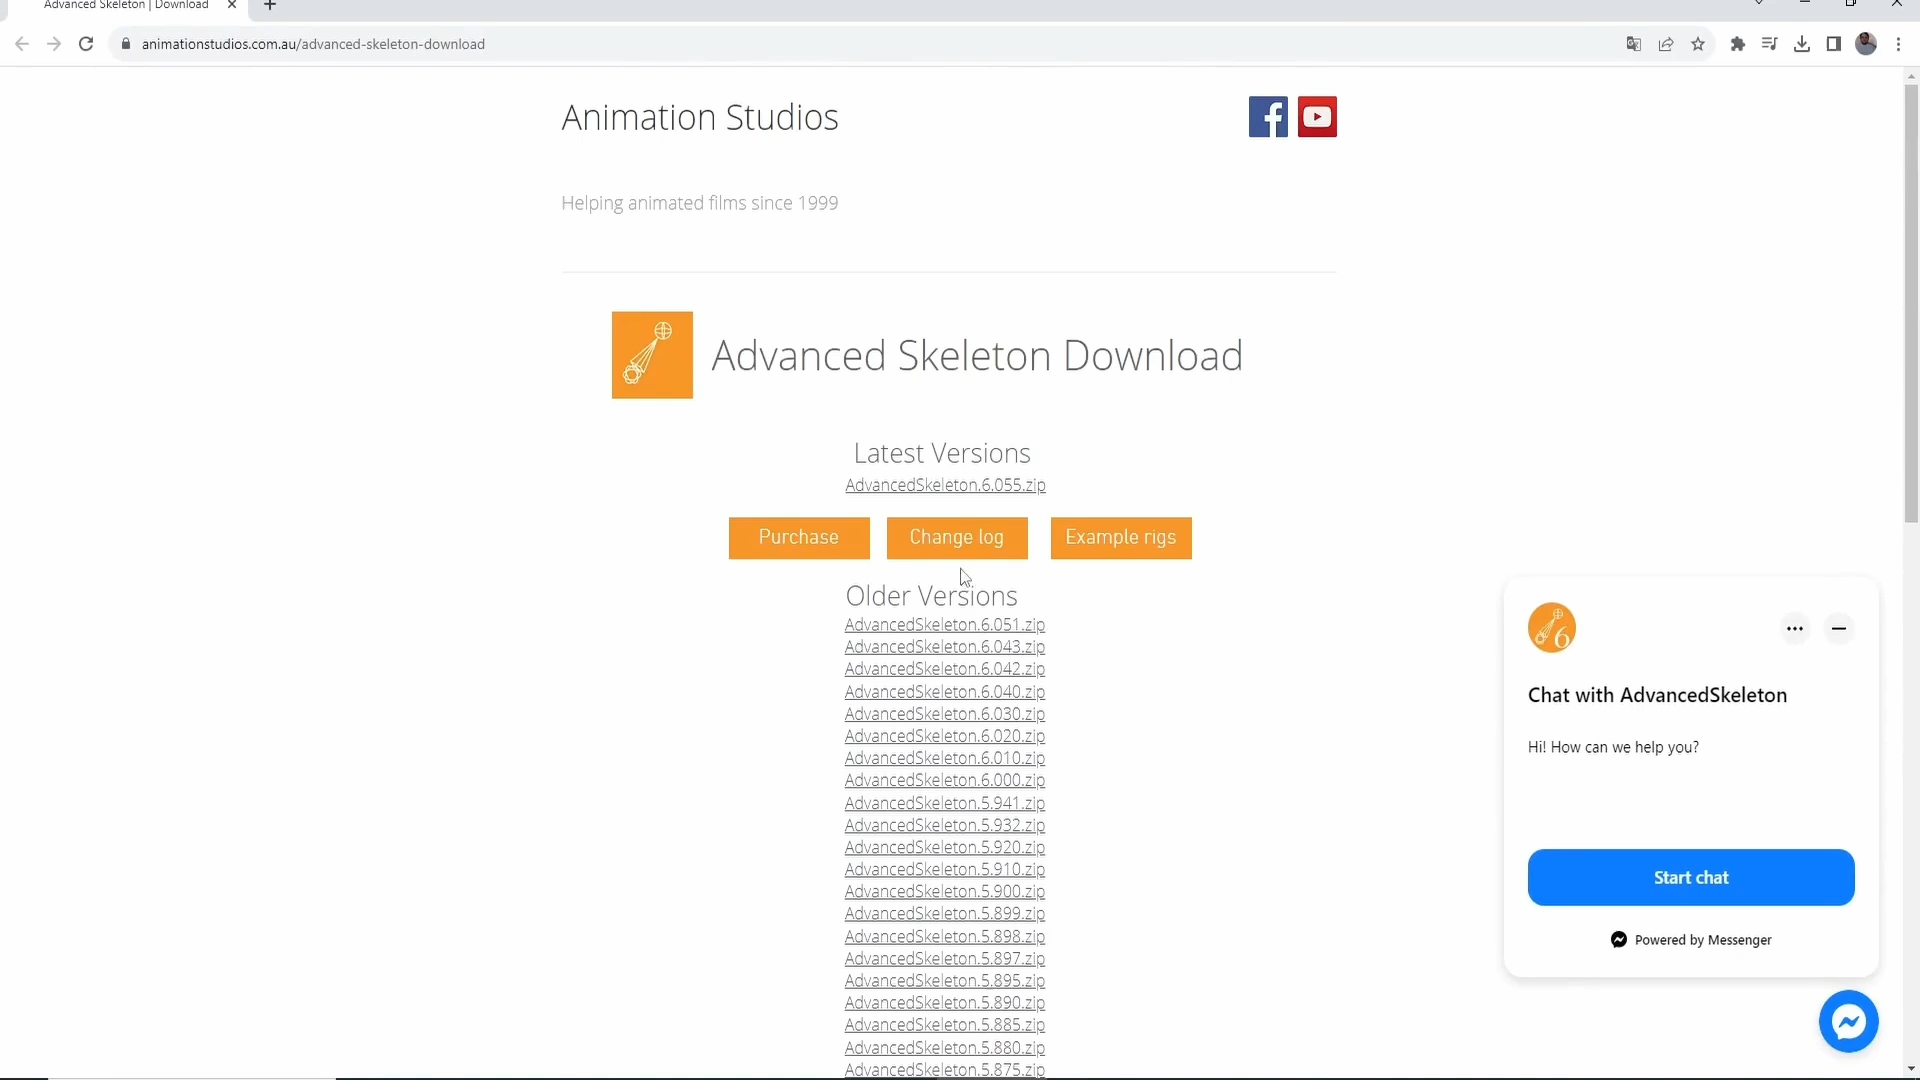 Advanced Skeleton | Download
animationstudios.com.au/advanced-skeleton-download
Animation Studios
Helping animated films since 1999
Advanced Skeleton Download
Latest Versions
AdvancedSkeleton.6.055.zip
Purchase
Change log
Example rigs
Older Versions
AdvancedSkeleton.6.051.zip
AdvancedSkeleton.6.043.zip
AdvancedSkeleton.6.042.zip
AdvancedSkeleton.6.040.zip
AdvancedSkeleton.6.030.zip
AdvancedSkeleton.6.020.zip
AdvancedSkeleton.6.010.zip
AdvancedSkeleton.6.000.zip
AdvancedSkeleton.5.941.zip
AdvancedSkeleton.5.932.zip
AdvancedSkeleton.5.920.zip
AdvancedSkeleton.5.910.zip
AdvancedSkeleton.5.900.zip
AdvancedSkeleton.5.899.zip
AdvancedSkeleton.5.898.zip
AdvancedSkeleton.5.897.zip
AdvancedSkeleton.5.895.zip
AdvancedSkeleton.5.890.zip
AdvancedSkeleton.5.885.zip
AdvancedSkeleton.5.880.zip
AdvancedSkeleton.5.875.zip
6
Chat with AdvancedSkeleton
Hi! How can we help you?
Start chat
Powered by Messenger